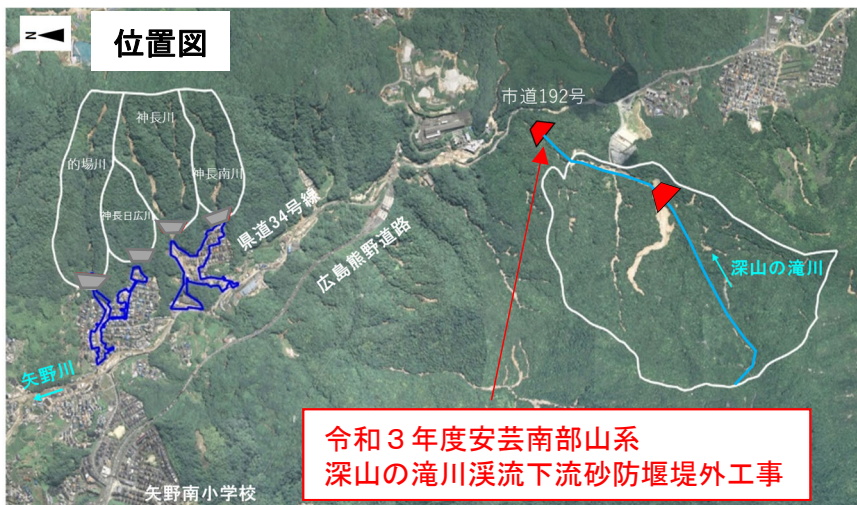 N
位置図
市道192号
神長川
的場川
神長南川
神長日広川
県道34号線
広島熊野道路
深山の滝川
矢野川
令和３年度安芸南部山系
深山の滝川渓流下流砂防堰堤外工事
矢野南小学校